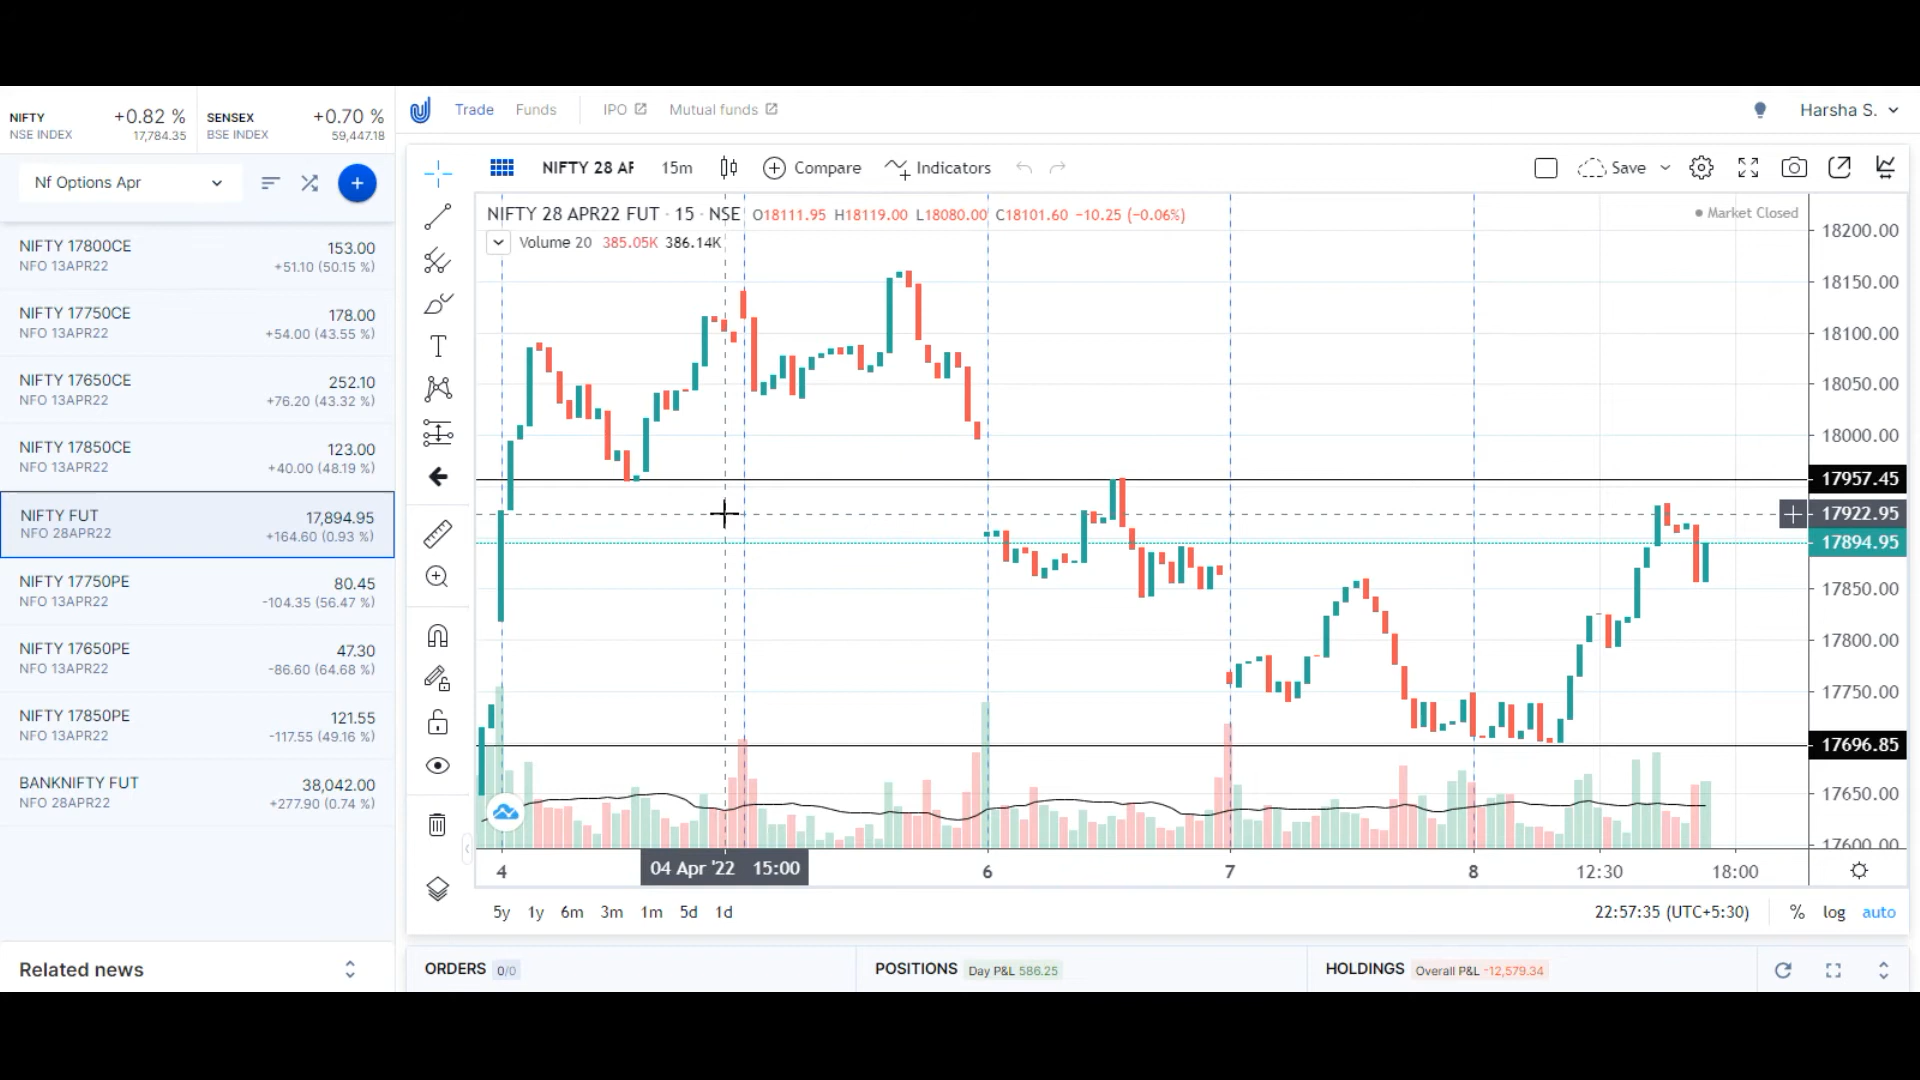 NIFTY +0.82 % SENSEX +0.70 %
NSE INDEX 17,784.35 BSE INDEX 59,447.18
Trade Funds IPO Mutual funds Harsha S.
Nf Options Apr
NIFTY 17800CE 153.00
NFO 13APR22 +51.10 (50.15 %)
NIFTY 17750CE 178.00
NFO 13APR22 +54.00 (43.55 %)
NIFTY 17650CE 252.10
NFO 13APR22 +76.20 (43.32 %)
NIFTY 17850CE 123.00
NFO 13APR22 +40.00 (48.19 %)
NIFTY FUT 17,894.95
NFO 28APR22 +164.60 (0.93 %)
NIFTY 17750PE 80.45
NFO 13APR22 -104.35 (56.47 %)
NIFTY 17650PE 47.30
NFO 13APR22 -86.60 (64.68 %)
NIFTY 17850PE 121.55
NFO 13APR22 -117.55 (49.16 %)
BANKNIFTY FUT 38,042.00
NFO 28APR22 +277.90 (0.74 %)
Related news
NIFTY 28 AF 15m Compare Indicators Save
NIFTY 28 APR22 FUT · 15 · NSE O18111.95 H18119.00 L18080.00 C18101.60 −10.25 (−0.06%)
Market Closed
Volume 20 385.05K 386.14K
18200.00
18150.00
18100.00
18050.00
18000.00
17957.45
17922.95
17894.95
17850.00
17800.00
17750.00
17696.85
17650.00
17600.00
4 04 Apr '22 15:00 6 7 8 12:30 18:00
5y 1y 6m 3m 1m 5d 1d 22:57:35 (UTC+5:30) % log auto
ORDERS 0/0 POSITIONS Day P&L 586.25 HOLDINGS Overall P&L -12,579.34